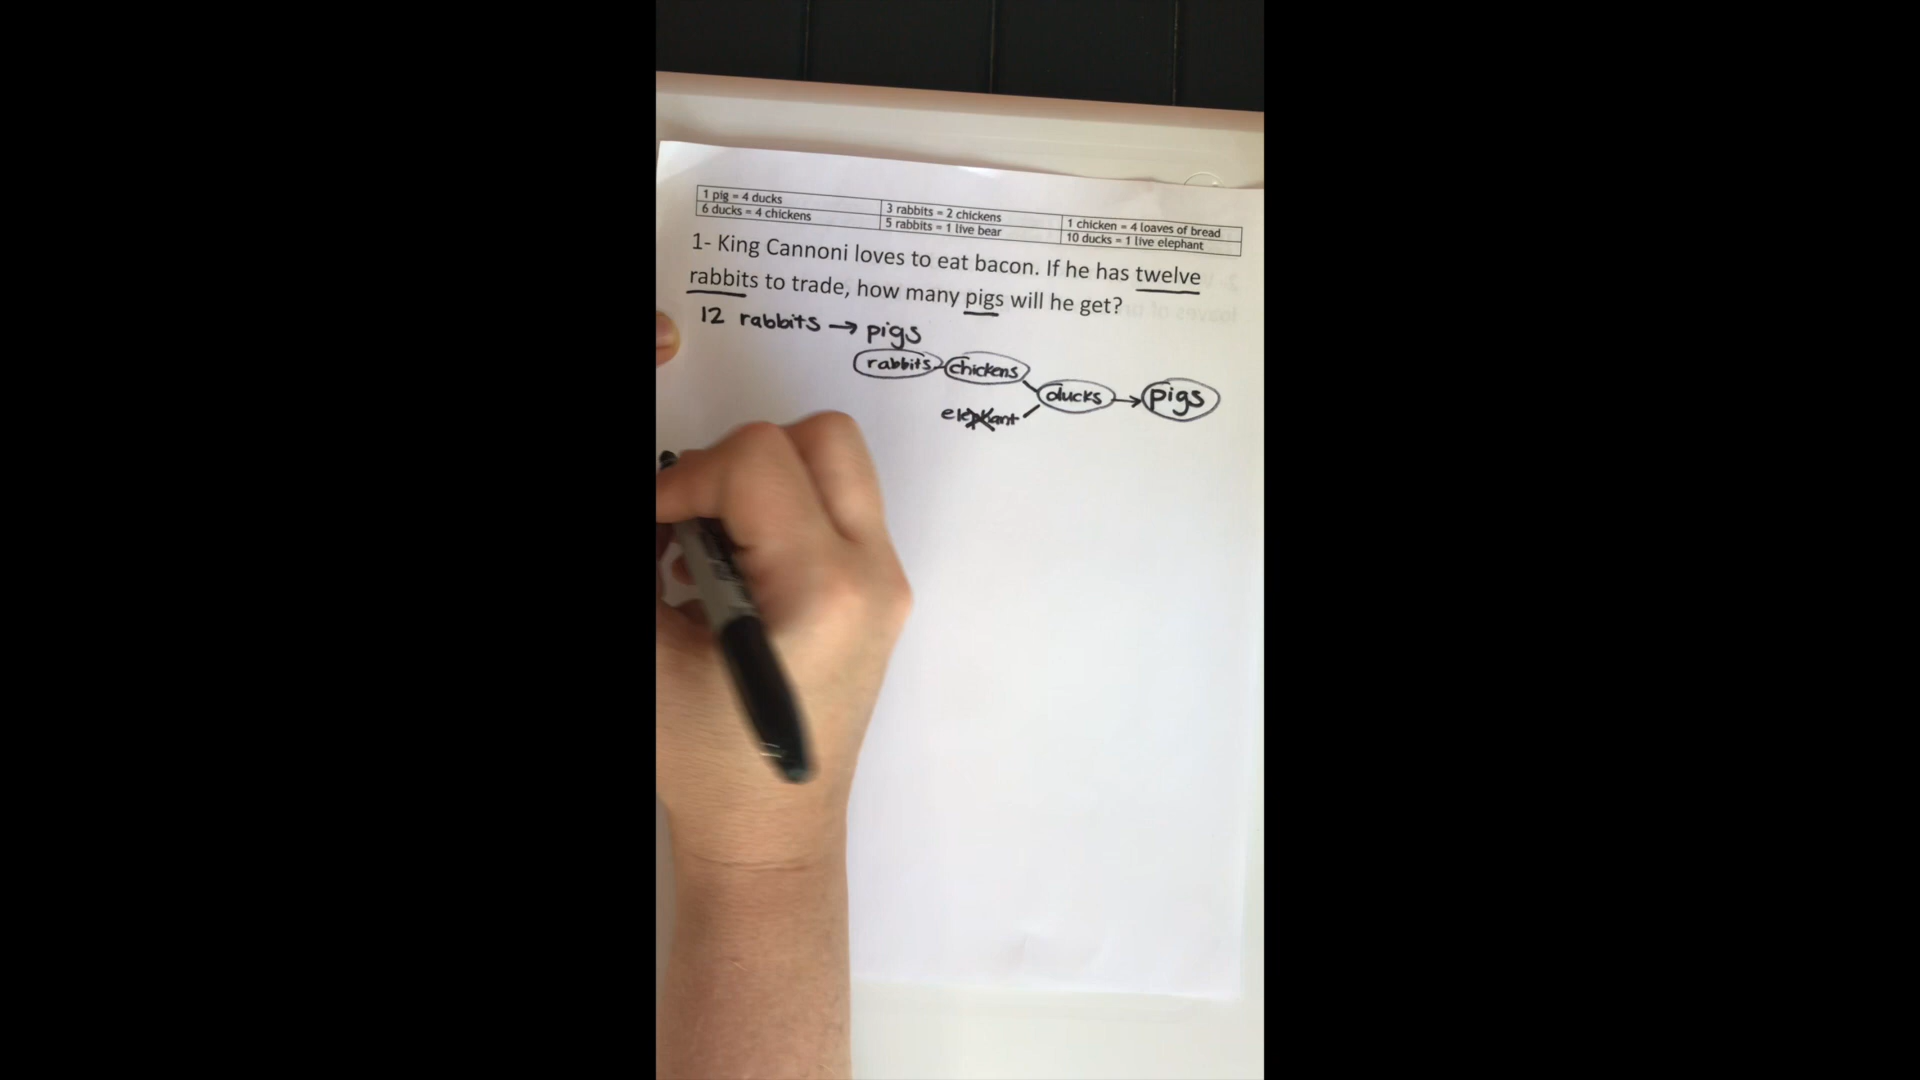 1 pig = 4 ducks
3 rabbits = 2 chickens
1 chicken = 4 loaves of bread
6 ducks = 4 chickens
5 rabbits = 1 live bear
10 ducks = 1 live elephant
1- King Cannoni loves to eat bacon. If he has twelve
rabbits to trade, how many pigs will he get?
12 rabbits → pigs
rabbits chickens
ducks → pigs
elephant